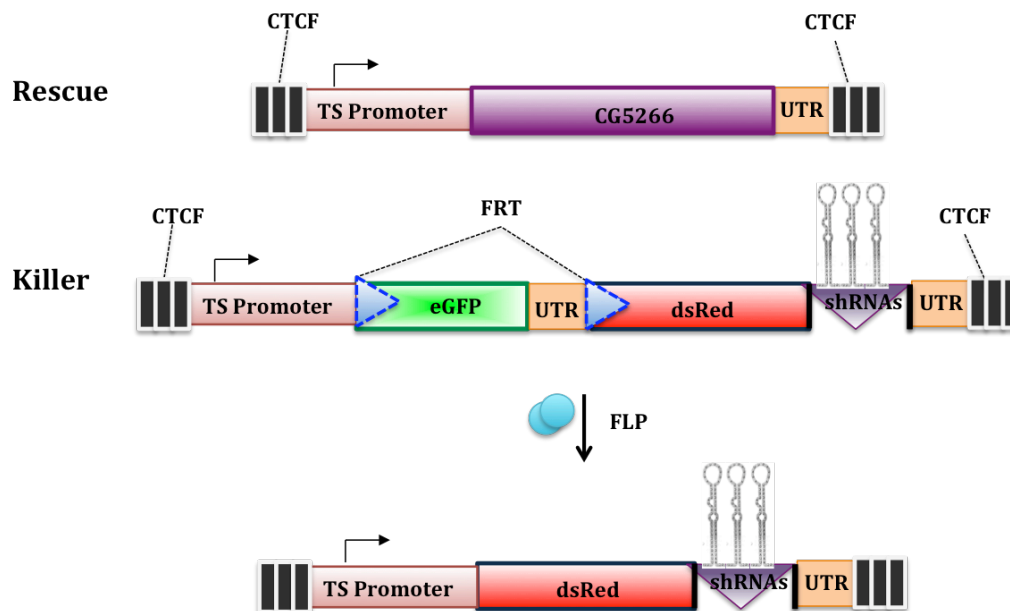 CTCF
CTCF
Rescue
TS Promoter
CG5266
UTR
CTCF
FRT
CTCF
Killer
TS Promoter
eGFP
UTR
dsRed
shRNAs
UTR
FLP
TS Promoter
dsRed
shRNAs
UTR